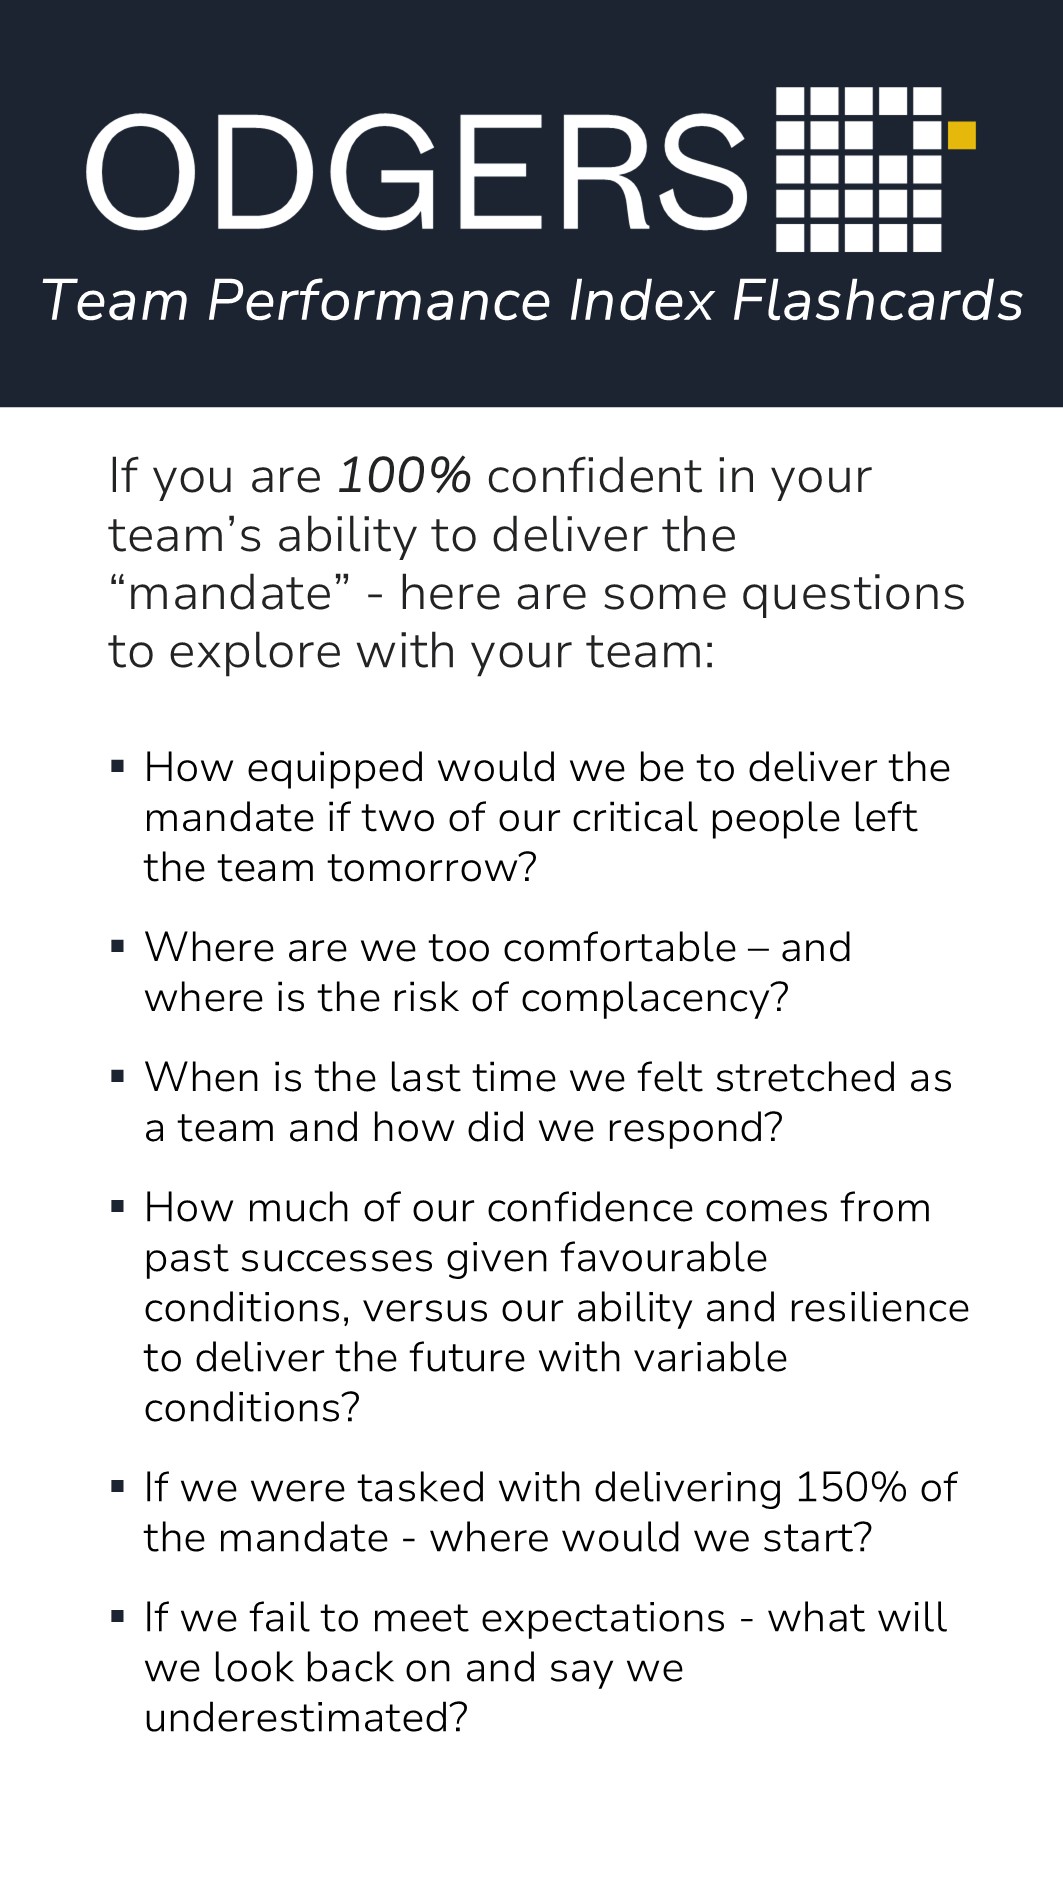 ODGERS
Team Performance Index Flashcards
If you are 100% confident in your
team’s ability to deliver the
“mandate” - here are some questions
to explore with your team:
▪ How equipped would we be to deliver the
mandate if two of our critical people left
the team tomorrow?
▪ Where are we too comfortable – and
where is the risk of complacency?
▪ When is the last time we felt stretched as
a team and how did we respond?
▪ How much of our confidence comes from
past successes given favourable
conditions, versus our ability and resilience
to deliver the future with variable
conditions?
▪ If we were tasked with delivering 150% of
the mandate - where would we start?
▪ If we fail to meet expectations - what will
we look back on and say we
underestimated?